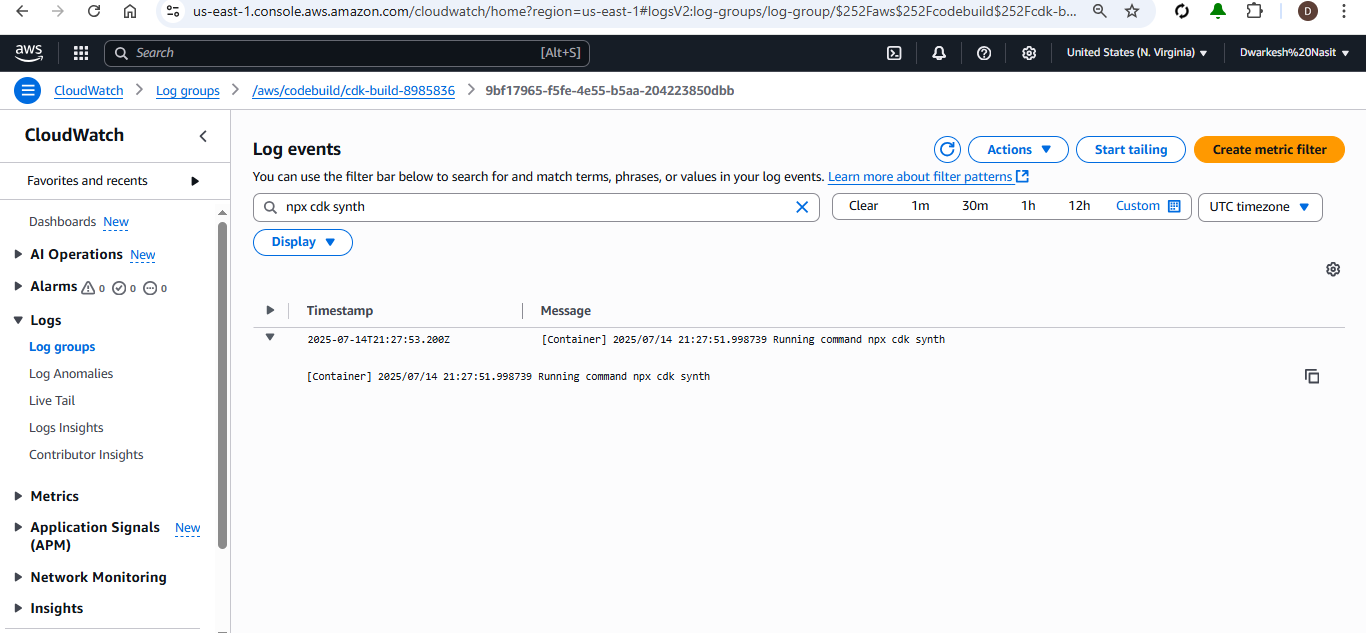 us-east-1.console.aws.amazon.com/cloudwatch/home?region=us-east-1#logsV2:log-groups/log-group/$252Faws$252Fcodebuild$252Fcdk-b...
D
aws
Search [Alt+S]
United States (N. Virginia)
Dwarkesh%20Nasit
CloudWatch
Log groups
/aws/codebuild/cdk-build-8985836
9bf17965-f5fe-4e55-b5aa-204223850dbb
CloudWatch
Favorites and recents
Dashboards New
AI Operations New
Alarms 0 0 0
Logs
Log groups
Log Anomalies
Live Tail
Logs Insights
Contributor Insights
Metrics
Application Signals New
(APM)
Network Monitoring
Insights
Log events
Actions
Start tailing
Create metric filter
You can use the filter bar below to search for and match terms, phrases, or values in your log events. Learn more about filter patterns
npx cdk synth
Clear 1m 30m 1h 12h Custom
UTC timezone
Display
Timestamp Message
2025-07-14T21:27:53.200Z [Container] 2025/07/14 21:27:51.998739 Running command npx cdk synth
[Container] 2025/07/14 21:27:51.998739 Running command npx cdk synth